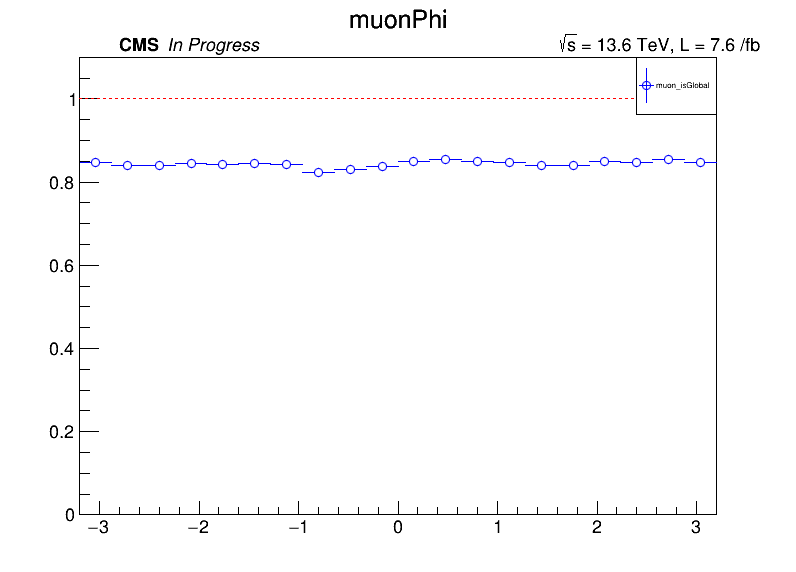 muonPhi
CMS In Progress
√s = 13.6 TeV, L = 7.6 /fb
muon_isGlobal
1
0.8
0.6
0.4
0.2
0
−3 −2 −1 0 1 2 3